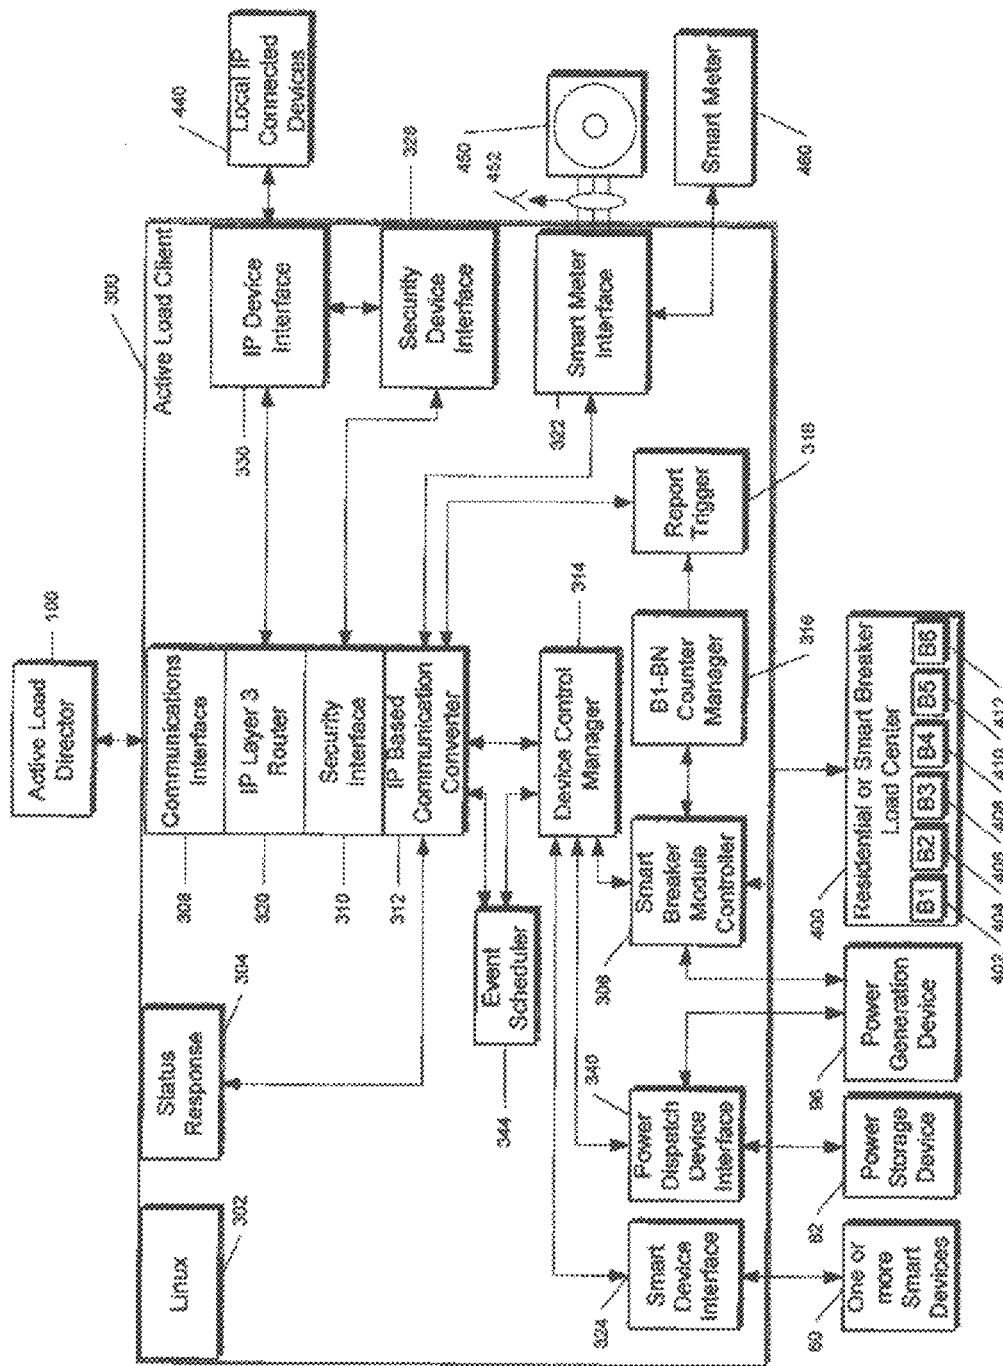 Active Load
Director
100
Active Load Client
300
Linux
302
Status
Response
304
Communications
Interface
308
IP Layer 3
Router
320
Security
Interface
310
IP Based
Communication
Converter
312
IP Device
Interface
330
Security
Device
Interface
328
Local IP
Connected
Devices
440
Smart Meter
Interface
322
450
452
Smart Meter
460
Event
Scheduler
344
Device Control
Manager
314
Report
Trigger
318
B1-BN
Counter
Manager
316
Smart
Breaker
Module
Controller
306
Power
Dispatch
Device
Interface
340
Smart
Device
Interface
324
One or
more
Smart
Devices
60
Power
Storage
Device
62
Power
Generation
Device
96
Residential or Smart Breaker
Load Center
400
B1 B2 B3 B4 B5 B6
402 404 406 408 410 412